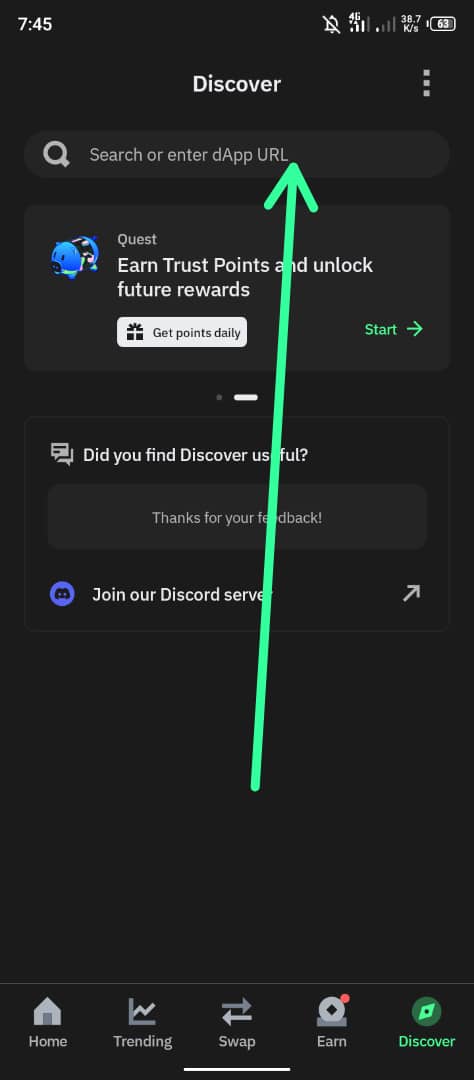 7:45
4G
38.7
K/s
63
Discover
Search or enter dApp URL
Quest
Earn Trust Points and unlock
future rewards
Get points daily
Start
Did you find Discover useful?
Thanks for your feedback!
Join our Discord server
Home
Trending
Swap
Earn
Discover